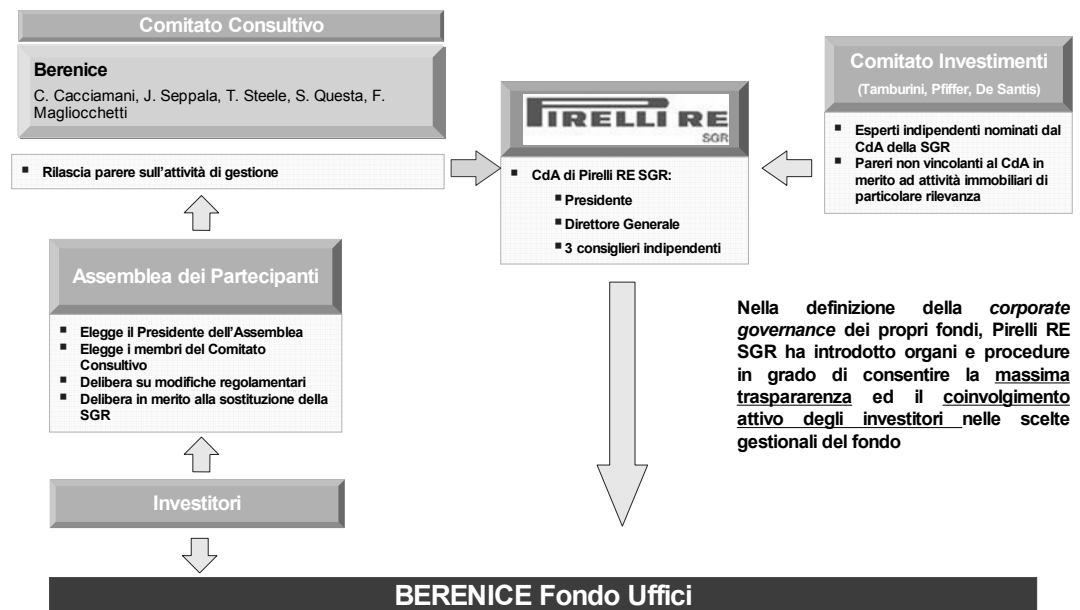 Comitato Consultivo
Berenice
C. Cacciamani, J. Seppala, T. Steele, S. Questa, F.
Magliocchetti
▪ Rilascia parere sull'attività di gestione
Assemblea dei Partecipanti
▪ Elegge il Presidente dell'Assemblea
▪ Elegge i membri del Comitato
Consultivo
▪ Delibera su modifiche regolamentari
▪ Delibera in merito alla sostituzione della
SGR
Investitori
PIRELLI RE
SGR
▪ CdA di Pirelli RE SGR:
▪ Presidente
▪ Direttore Generale
▪ 3 consiglieri indipendenti
Comitato Investimenti
(Tamburini, Pfiffer, De Santis)
▪ Esperti indipendenti nominati dal
CdA della SGR
▪ Pareri non vincolanti al CdA in
merito ad attività immobiliari di
particolare rilevanza
Nella definizione della corporate
governance dei propri fondi, Pirelli RE
SGR ha introdotto organi e procedure
in grado di consentire la massima
traspararenza ed il coinvolgimento
attivo degli investitori nelle scelte
gestionali del fondo
BERENICE Fondo Uffici